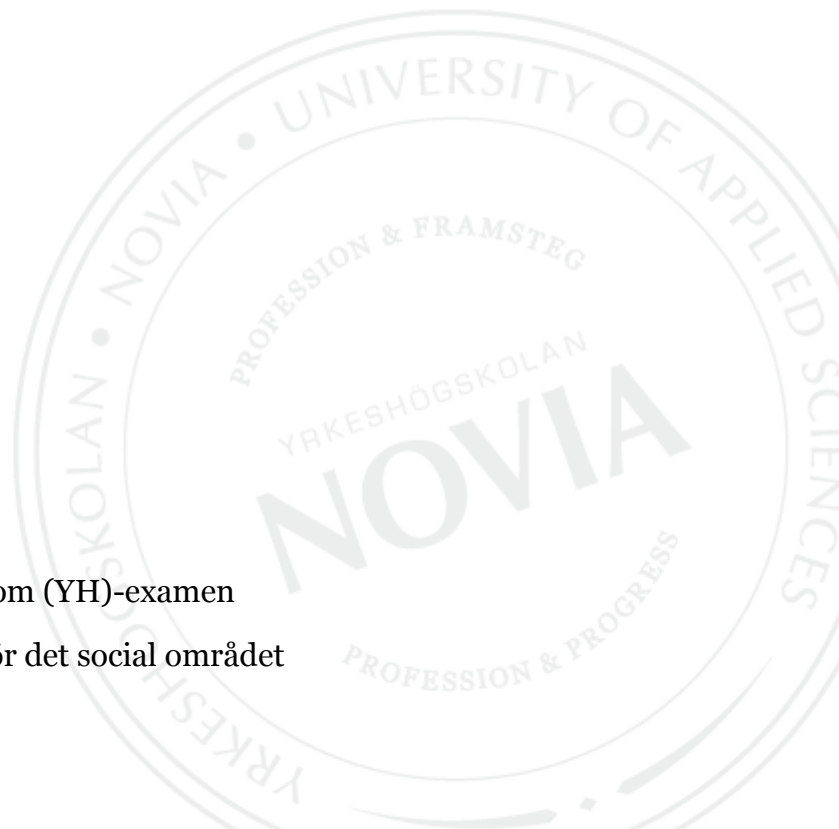 YRKESHÖGSKOLAN • NOVIA • UNIVERSITY OF APPLIED SCIENCES
PROFESSION & FRAMSTEG
YRKESHÖGSKOLAN
NOVIA
PROFESSION & PROGRESS
om (YH)-examen
ör det social området